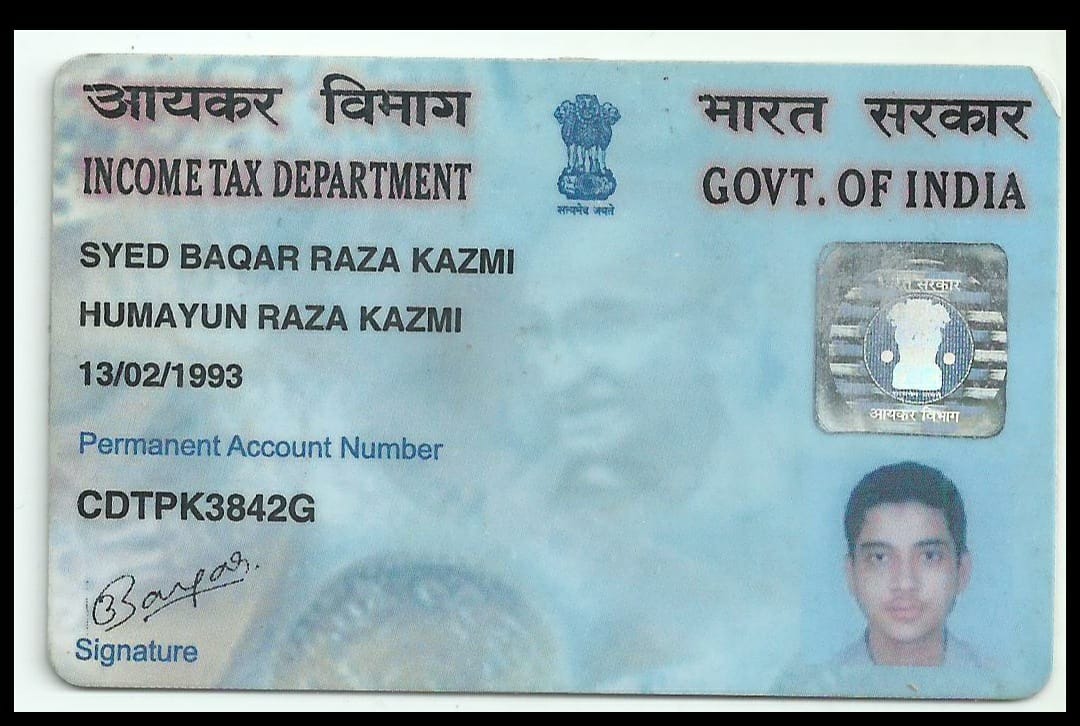 आयकर विभाग
INCOME TAX DEPARTMENT
सत्यमेव जयते
भारत सरकार
GOVT. OF INDIA
SYED BAQAR RAZA KAZMI
HUMAYUN RAZA KAZMI
13/02/1993
Permanent Account Number
CDTPK3842G
Baqar.
Signature
भारत सरकार
आयकर विभाग